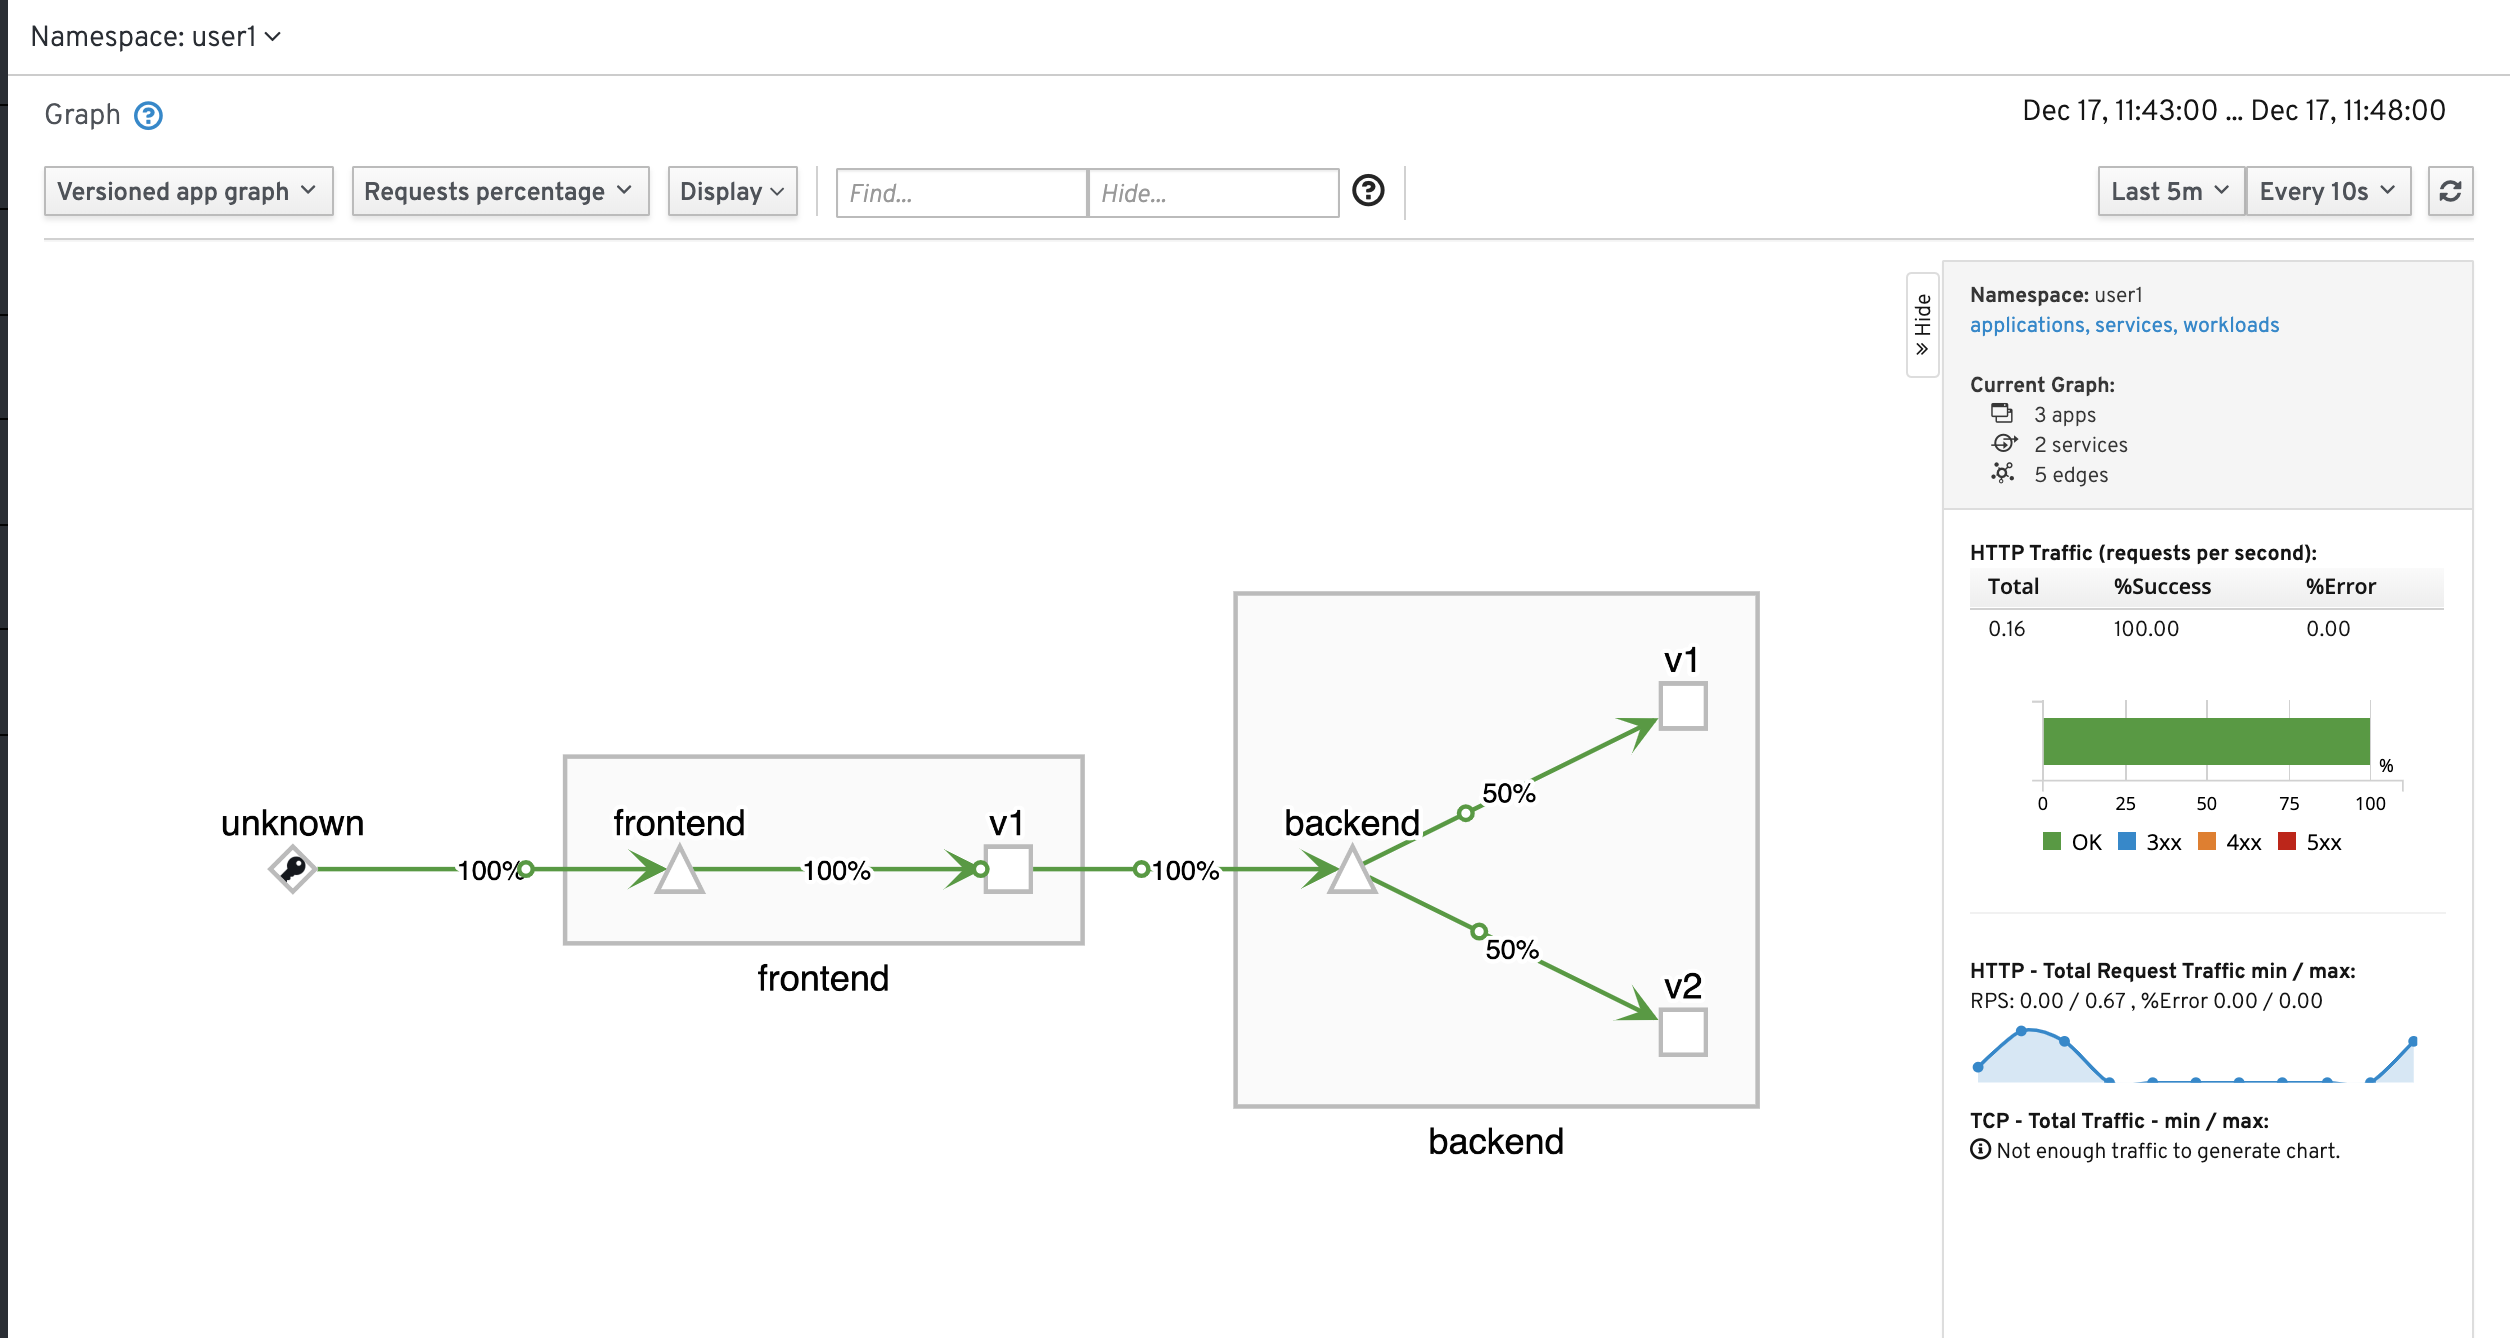 Namespace: user1
Graph
Dec 17, 11:43:00 ... Dec 17, 11:48:00
Versioned app graph
Requests percentage
Display
Find...
Hide...
Last 5m
Every 10s
Hide
Namespace: user1
applications, services, workloads
Current Graph:
3 apps
2 services
5 edges
HTTP Traffic (requests per second):
Total %Success %Error
0.16 100.00 0.00
%
0 25 50 75 100
OK 3xx 4xx 5xx
HTTP - Total Request Traffic min / max:
RPS: 0.00 / 0.67 , %Error 0.00 / 0.00
TCP - Total Traffic - min / max:
Not enough traffic to generate chart.
unknown
100%
frontend
100%
v1
frontend
100%
backend
50%
v1
50%
v2
backend